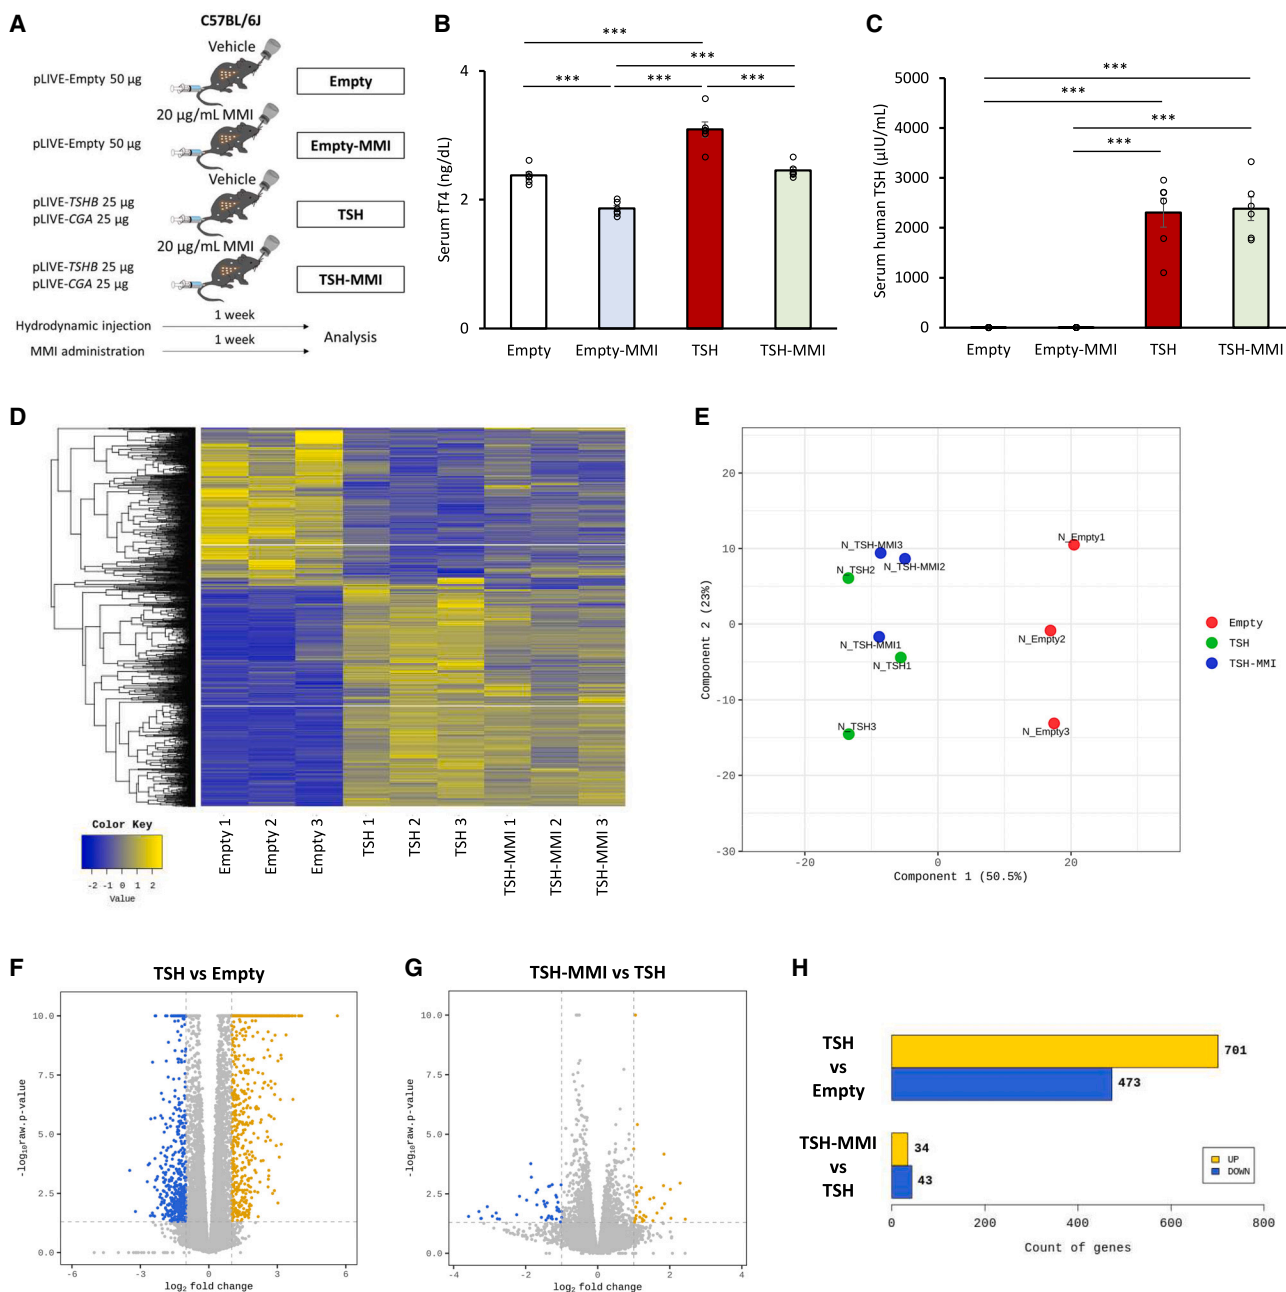 A
C57BL/6J
Vehicle
pLIVE-Empty 50 µg
Empty
20 µg/mL MMI
pLIVE-Empty 50 µg
Empty-MMI
Vehicle
pLIVE-TSHB 25 µg
pLIVE-CGA 25 µg
TSH
20 µg/mL MMI
pLIVE-TSHB 25 µg
pLIVE-CGA 25 µg
TSH-MMI
Hydrodynamic injection
1 week
MMI administration
1 week
Analysis
B
***
***
*** *** ***
Serum fT4 (ng/dL)
4
2
0
Empty Empty-MMI TSH TSH-MMI
C
***
***
***
***
Serum human TSH (µIU/mL)
5000
4000
3000
2000
1000
0
Empty Empty-MMI TSH TSH-MMI
D
Color Key
-2 -1 0 1 2
Value
Empty 1
Empty 2
Empty 3
TSH 1
TSH 2
TSH 3
TSH-MMI 1
TSH-MMI 2
TSH-MMI 3
E
Component 2 (23%)
20
10
0
-10
-20
-30
N_TSH-MMI3
N_TSH-MMI2
N_TSH2
N_Empty1
N_TSH-MMI1
N_TSH1
N_Empty2
N_TSH3
N_Empty3
-20 0 20
Component 1 (50.5%)
Empty
TSH
TSH-MMI
F
TSH vs Empty
-log10raw.p-value
10.0
7.5
5.0
2.5
0.0
-6 -3 0 3 6
log2 fold change
G
TSH-MMI vs TSH
-log10raw.p-value
10.0
7.5
5.0
2.5
0.0
-4 -2 0 2 4
log2 fold change
H
TSH
vs
Empty
701
473
TSH-MMI
vs
TSH
34
43
UP
DOWN
0 200 400 600 800
Count of genes